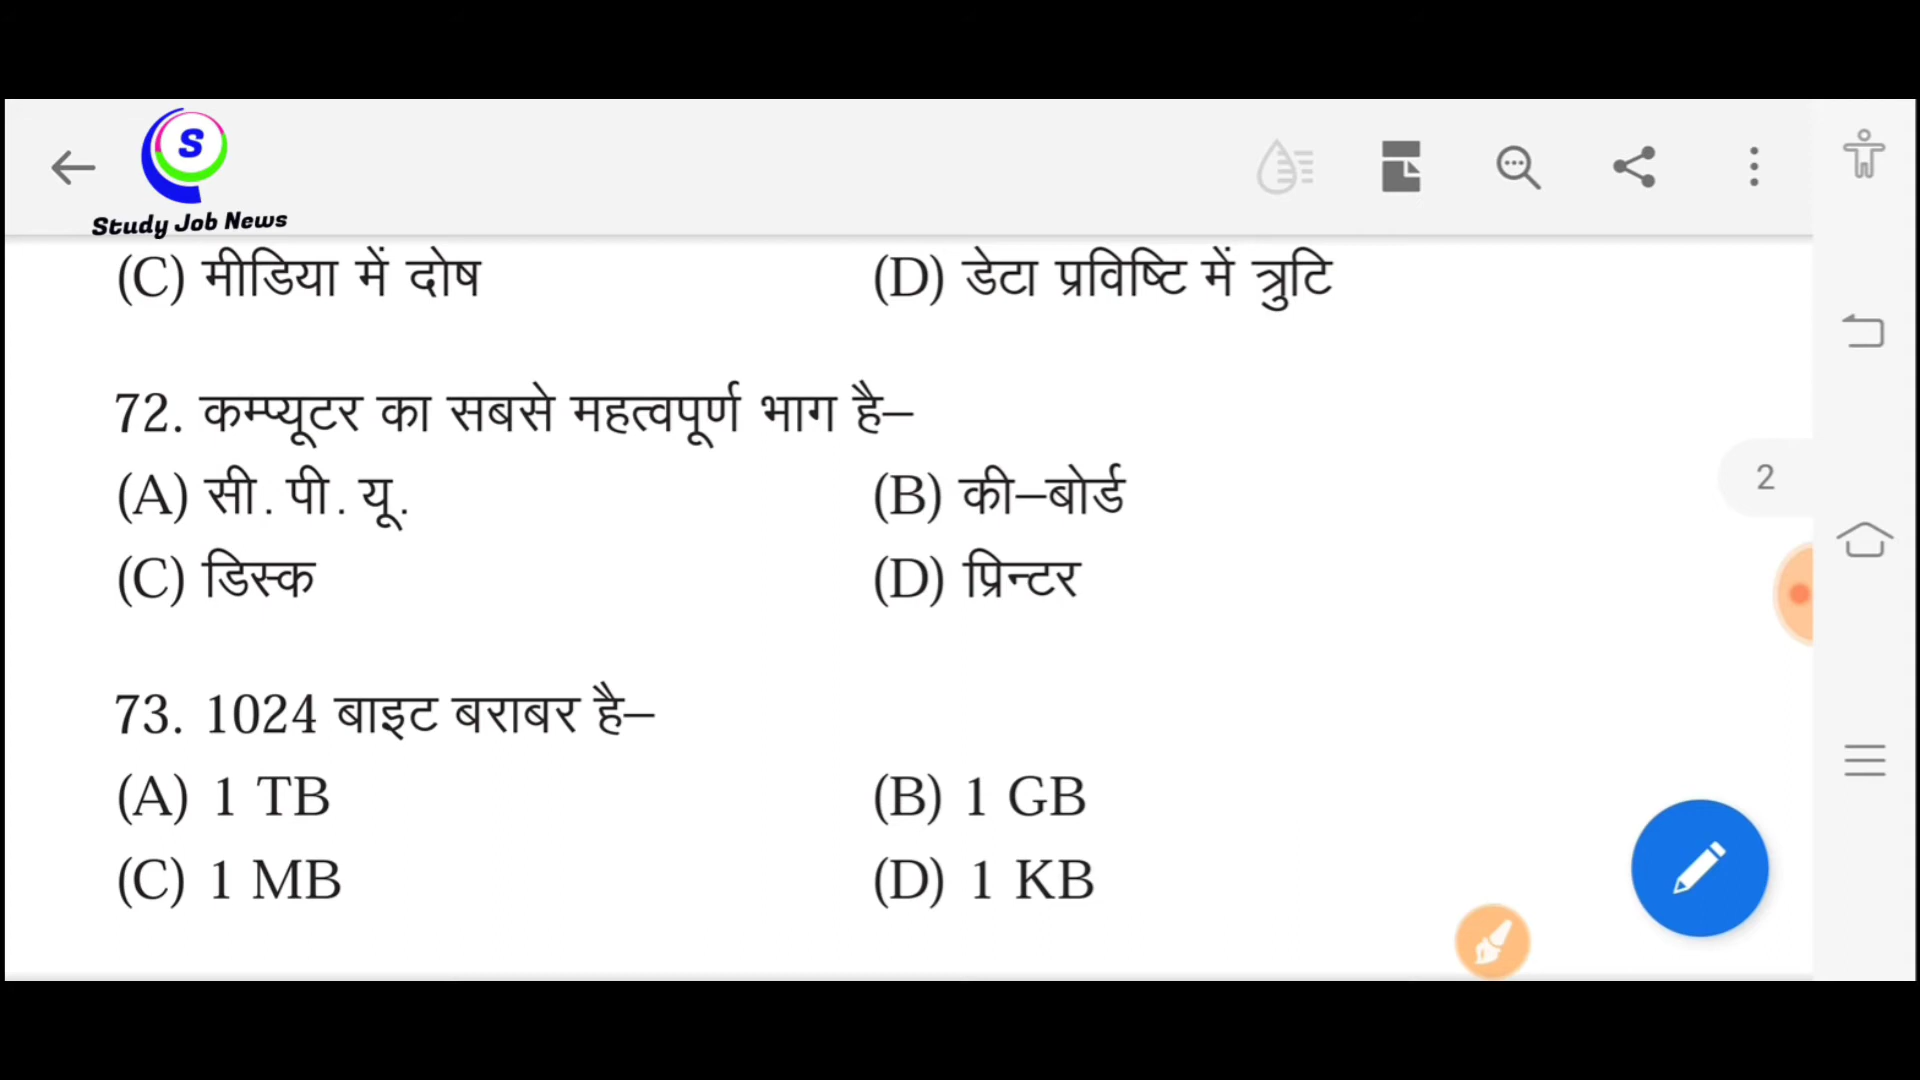 S
Study Job News
(C) मीडिया में दोष (D) डेटा प्रविष्टि में त्रुटि
72. कम्प्यूटर का सबसे महत्वपूर्ण भाग है–
(A) सी.पी.यू. (B) की–बोर्ड
2
(C) डिस्क (D) प्रिन्टर
73. 1024 बाइट बराबर है–
(A) 1 TB (B) 1 GB
(C) 1 MB (D) 1 KB